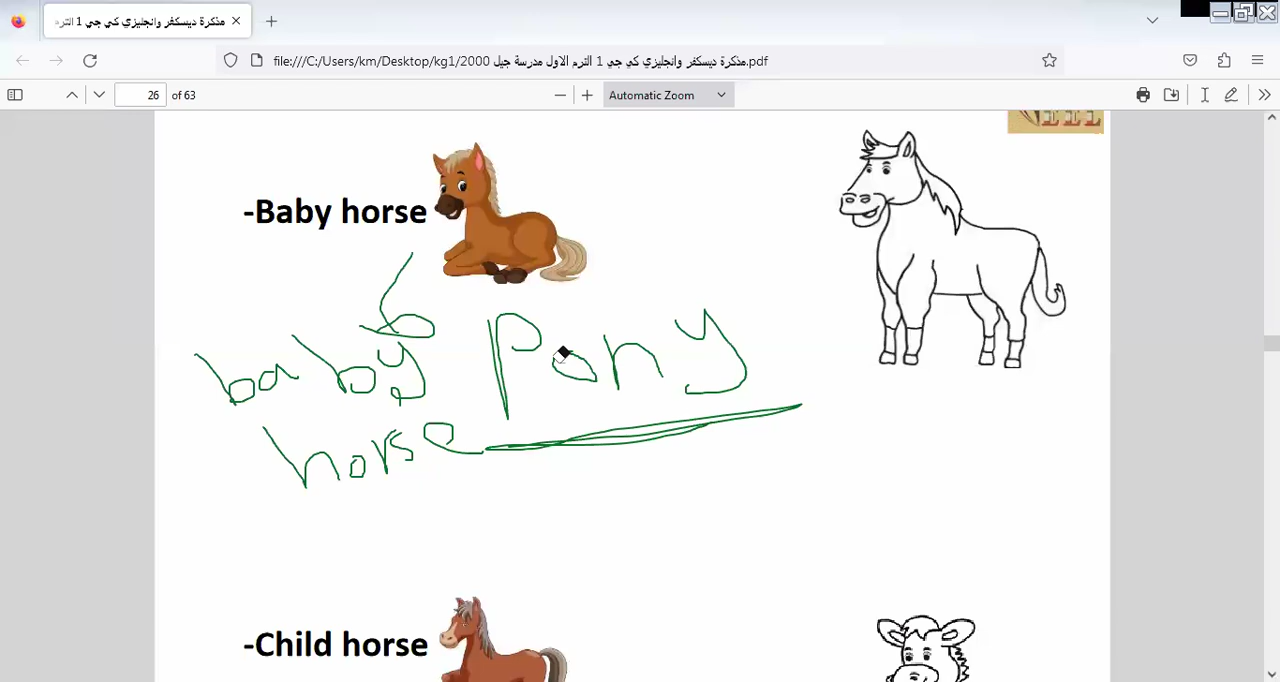 مذكرة ديسكفر وانجليزي كي جي 1 الترم
file:///C:/Users/km/Desktop/kg1/2000 مذكرة ديسكفر وانجليزي كي جي 1 الترم الاول مدرسة جيل.pdf
26 of 63
Automatic Zoom
-Baby horse
baby Pony
horse
-Child horse